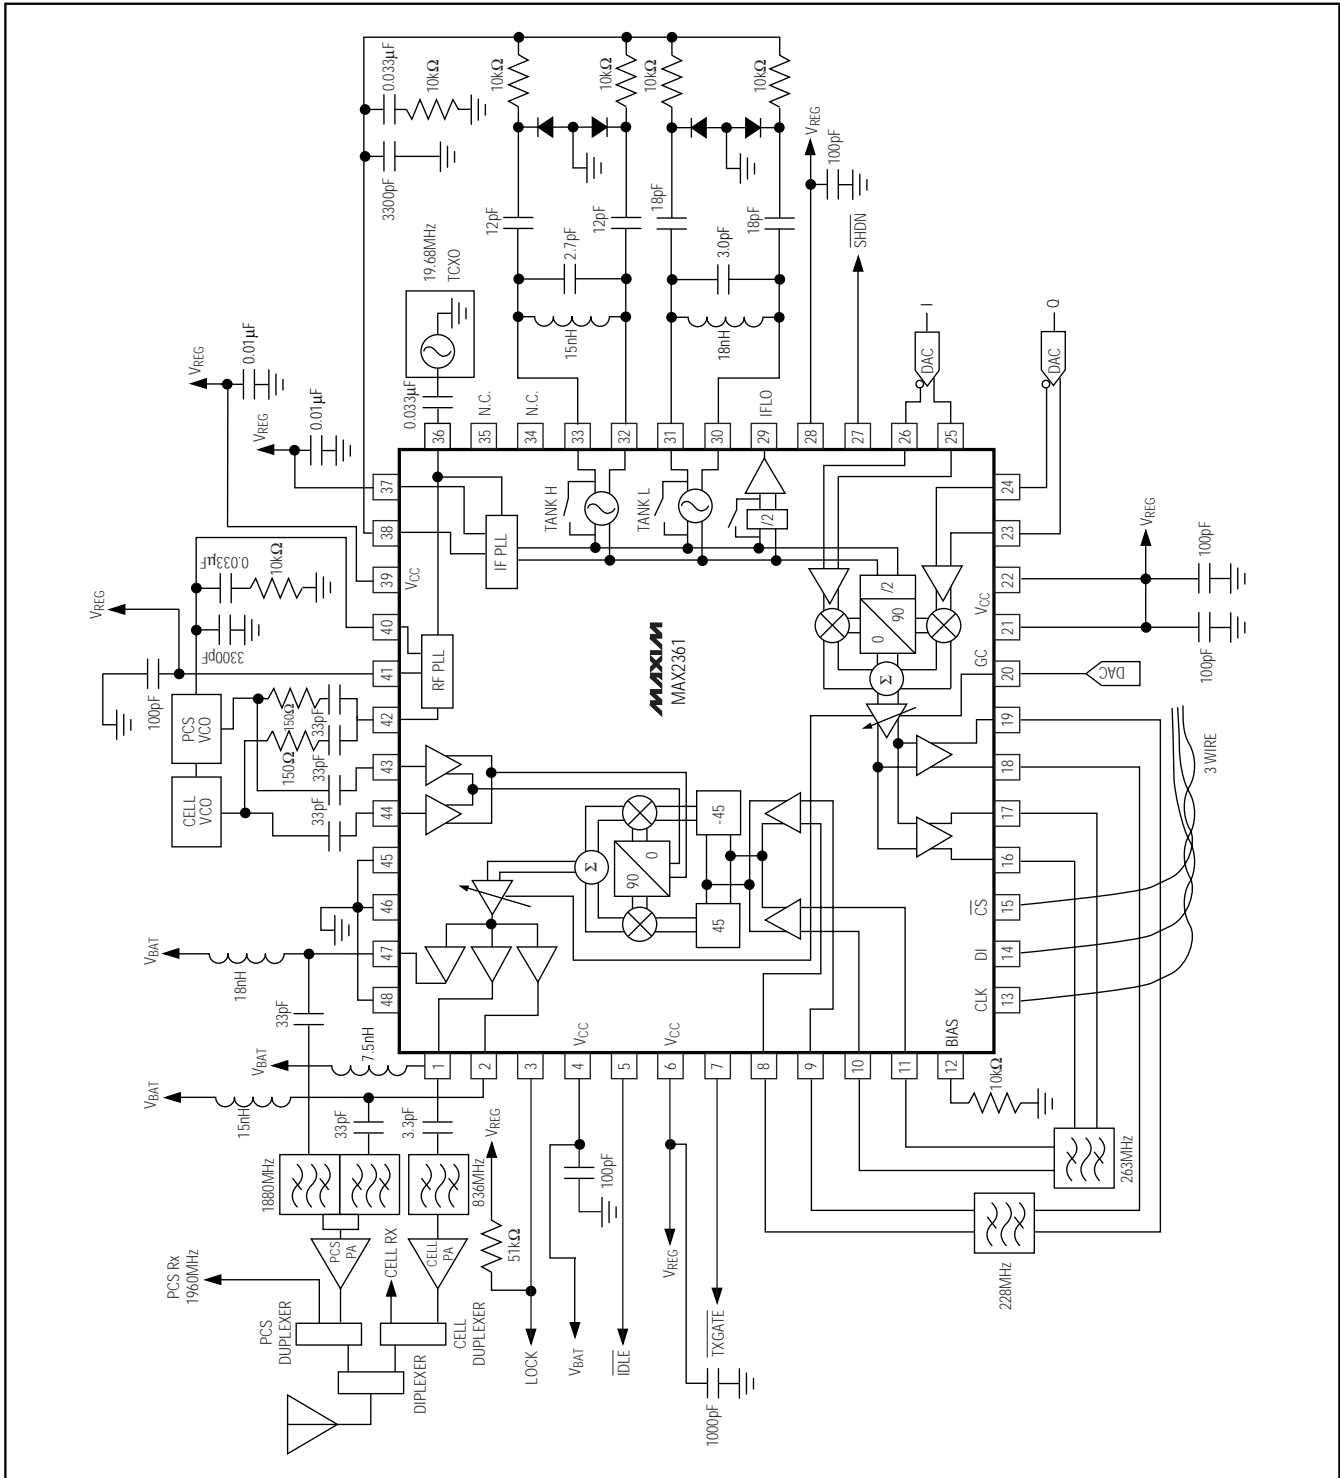 0.033µF
10kΩ
3300pF
19.68MHz
TCXO
0.033µF
10kΩ
10kΩ
10kΩ
10kΩ
12pF
12pF
18pF
18pF
2.7pF
3.0pF
15nH
18nH
VREG
100pF
SHDN
I
DAC
Q
DAC
VREG
0.01µF
VREG
0.01µF
N.C.
N.C.
IFLO
36
35
34
33
32
31
30
29
28
27
26
25
37
38
39
40
41
42
43
44
45
46
47
48
VCC
IF PLL
RF PLL
TANK H
TANK L
/2
/2
90
0
Σ
MAXIM
MAX2361
24
23
22
21
20
19
18
17
16
15
14
13
VCC
GC
CS
DI
CLK
VREG
100pF
100pF
DAC
3 WIRE
VREG
0.033µF
10kΩ
3300pF
100pF
PCS
VCO
CELL
VCO
150Ω
150Ω
33pF
33pF
33pF
33pF
-45
45
Σ
90
0
VBAT
18nH
33pF
VBAT
7.5nH
VBAT
15nH
33pF
3.3pF
1
2
3
4
5
6
7
8
9
10
11
12
VCC
VCC
BIAS
10kΩ
1880MHz
836MHz
PCS
PA
CELL
PA
PCS Rx
1960MHz
CELL RX
PCS
DUPLEXER
CELL
DUPLEXER
DIPLEXER
VREG
51kΩ
LOCK
100pF
VBAT
IDLE
VREG
TXGATE
1000pF
263MHz
228MHz